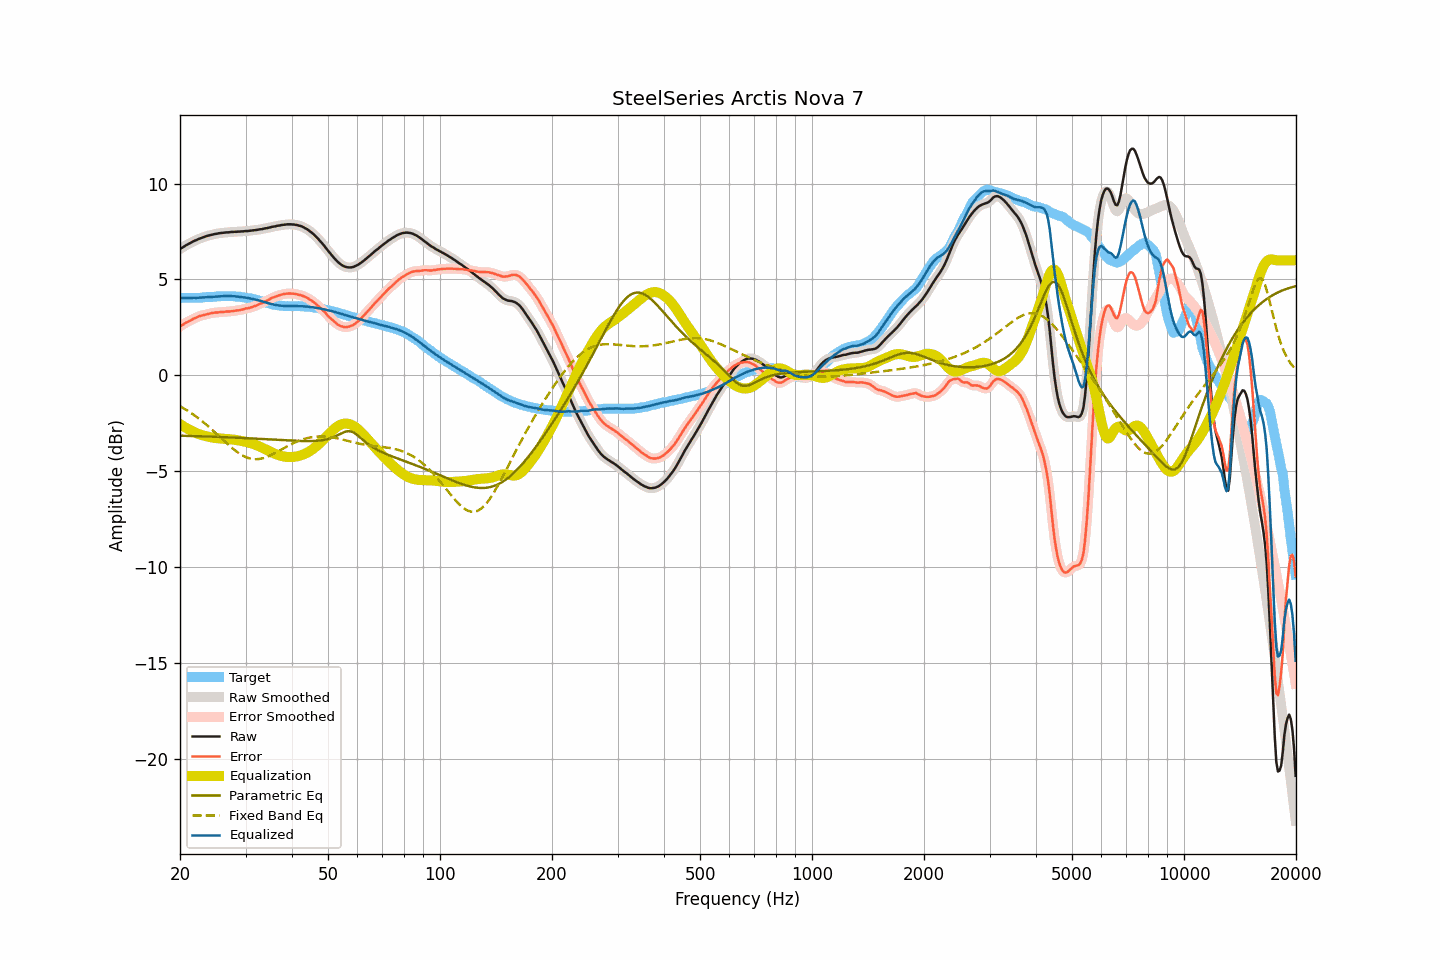 SteelSeries Arctis Nova 7
Amplitude (dBr)
10
5
0
−5
−10
−15
−20
Target
Raw Smoothed
Error Smoothed
Raw
Error
Equalization
Parametric Eq
Fixed Band Eq
Equalized
20 50 100 200 500 1000 2000 5000 10000 20000
Frequency (Hz)